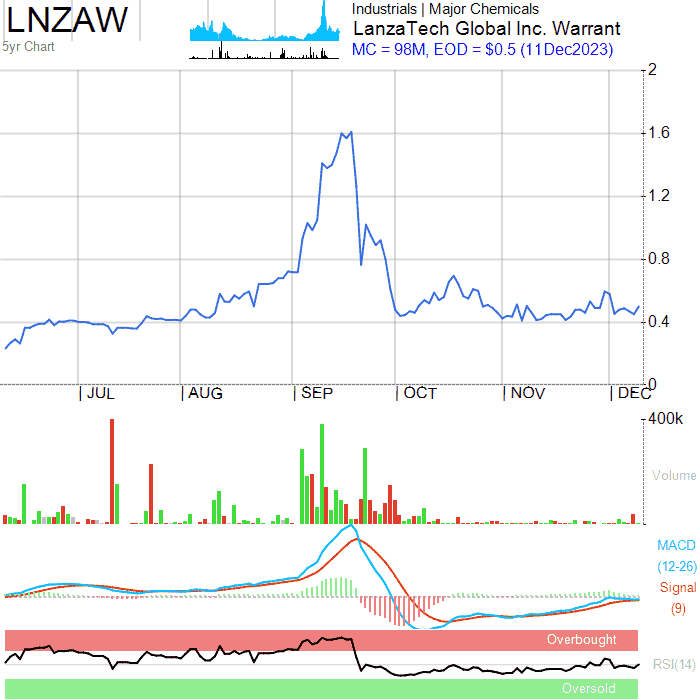 LNZAW
5yr Chart
Industrials | Major Chemicals
LanzaTech Global Inc. Warrant
MC = 98M, EOD = $0.5 (11Dec2023)
2
1.6
1.2
0.8
0.4
0
| JUL | AUG | SEP | OCT | NOV | DEC
400k
Volume
MACD
(12-26)
Signal
(9)
Overbought
RSI(14)
Oversold